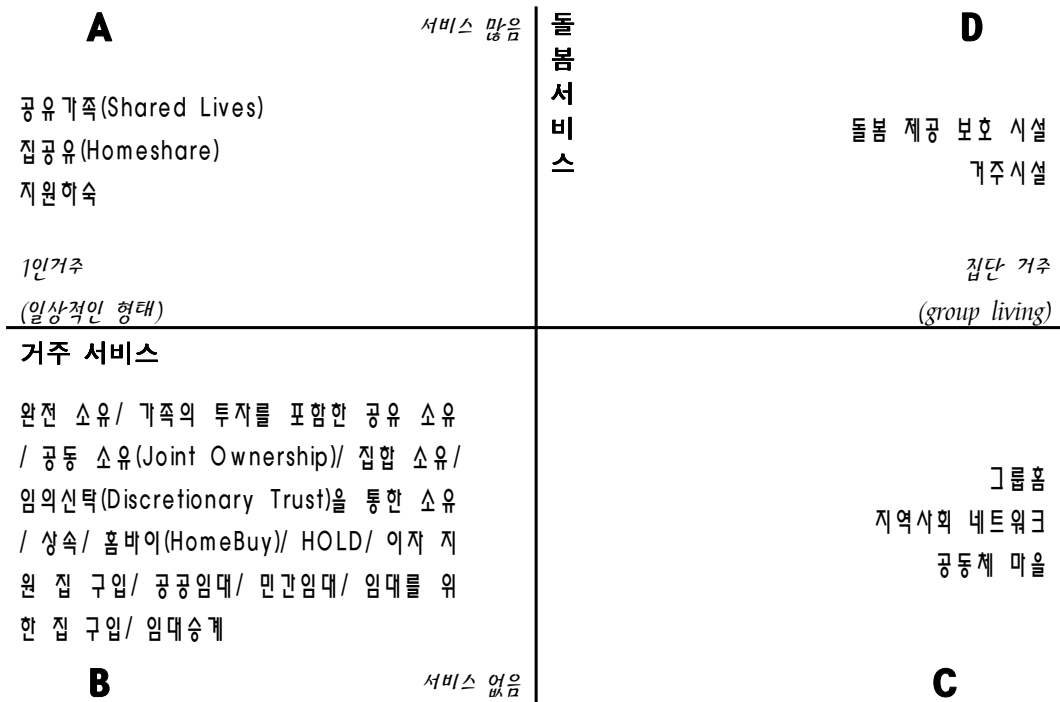 A
서비스 많음
공유가족(Shared Lives)
집공유(Homeshare)
지원하숙
1인거주
(일상적인 형태)
돌
봄
서
비
스
D
돌봄 제공 보호 시설
거주시설
집단 거주
(group living)
거주 서비스
완전 소유/ 가족의 투자를 포함한 공유 소유
/ 공동 소유(Joint Ownership)/ 집합 소유/
임의신탁(Discretionary Trust)을 통한 소유
/ 상속/ 홈바이(HomeBuy)/ HOLD/ 이자 지
원 집 구입/ 공공임대/ 민간임대/ 임대를 위
한 집 구입/ 임대승계
B
서비스 없음
그룹홈
지역사회 네트워크
공동체 마을
C